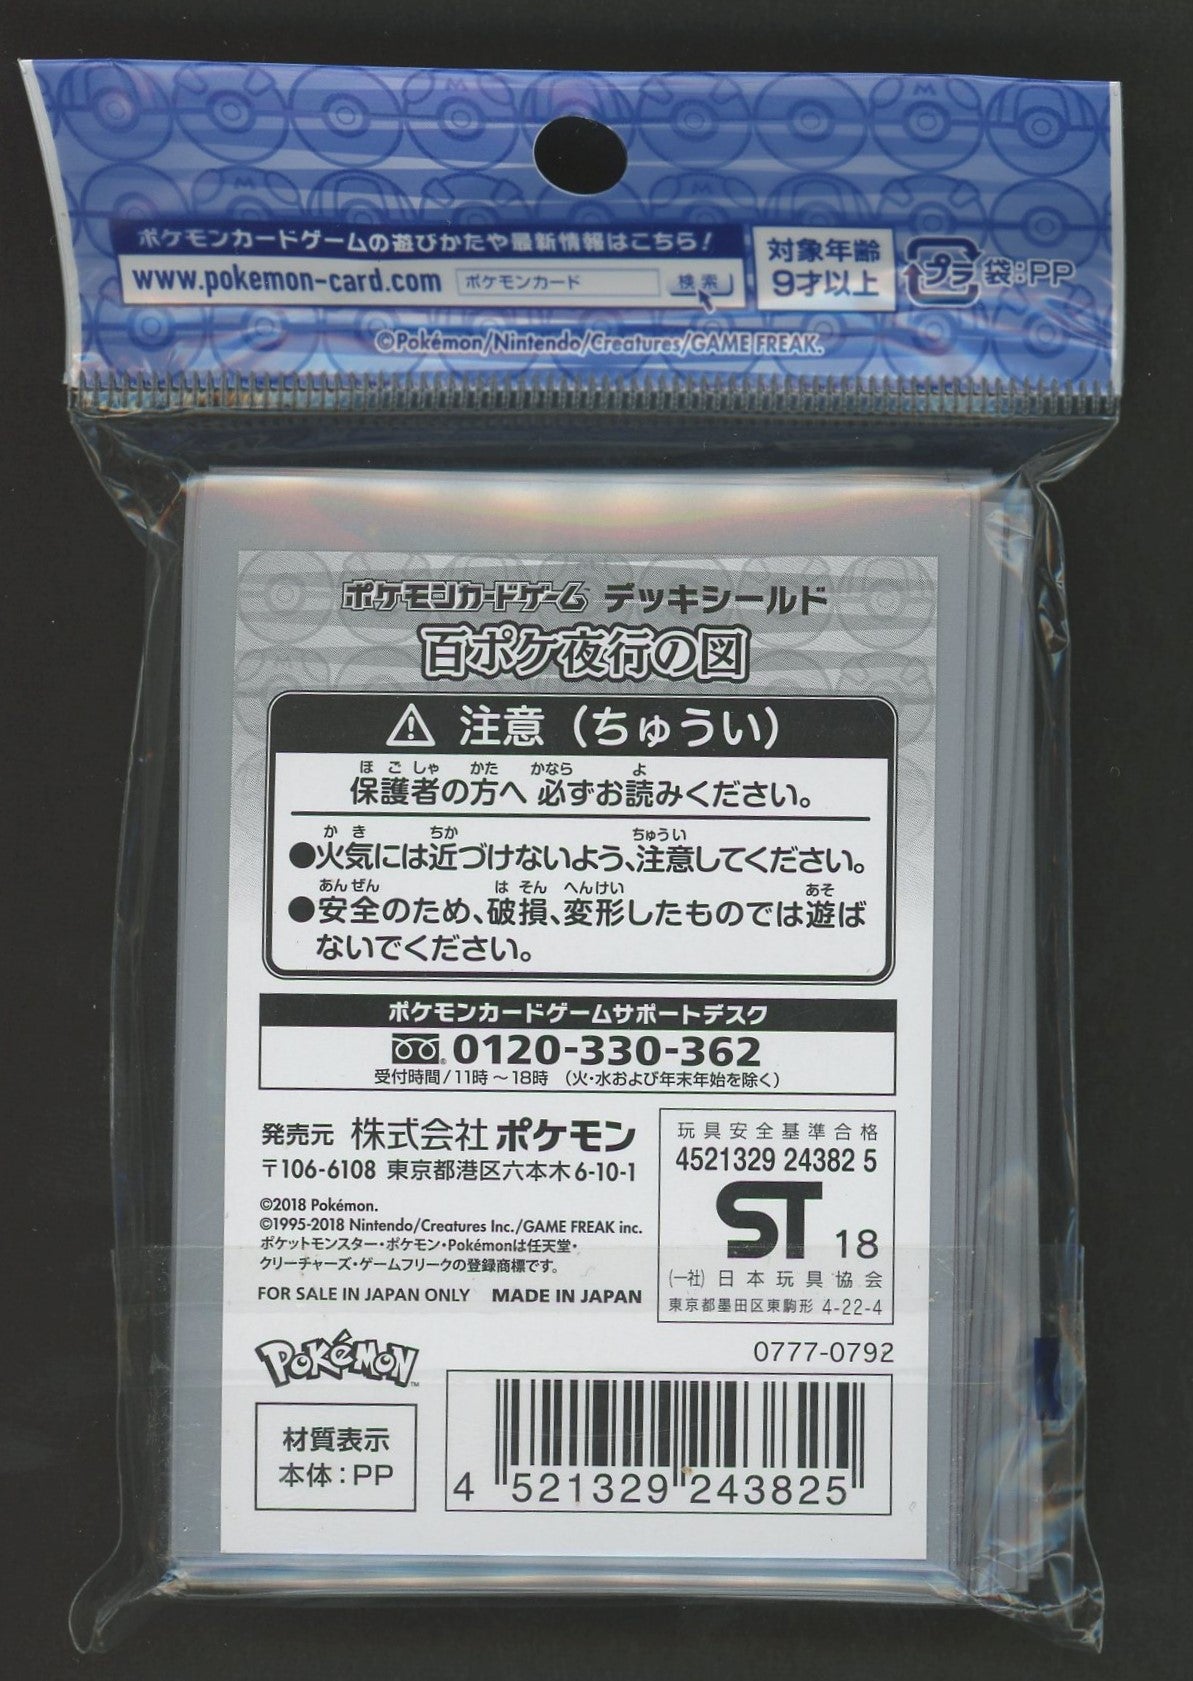 ポケモンカードゲームの遊びかたや最新情報はこちら!
www.pokemon-card.com ポケモンカード 検索
対象年齢
9才以上
プラ 袋:PP
©Pokémon/Nintendo/Creatures/GAME FREAK.
ポケモンカードゲーム デッキシールド
百ポケ夜行の図
注意(ちゅうい)
ほごしゃ かた かなら よ
保護者の方へ 必ずお読みください。
かき ちか ちゅうい
●火気には近づけないよう、注意してください。
あんぜん はそん へんけい あそ
●安全のため、破損、変形したものでは遊ば
ないでください。
ポケモンカードゲームサポートデスク
0120-330-362
受付時間/11時~18時 (火・水および年末年始を除く)
発売元 株式会社ポケモン
〒106-6108 東京都港区六本木6-10-1
©2018 Pokémon.
©1995-2018 Nintendo/Creatures Inc./GAME FREAK inc.
ポケットモンスター・ポケモン・Pokémonは任天堂・
クリーチャーズ・ゲームフリークの登録商標です。
FOR SALE IN JAPAN ONLY MADE IN JAPAN
玩具安全基準合格
4521329 24382 5
ST 18
(一社) 日本玩具協会
東京都墨田区東駒形 4-22-4
0777-0792
POKéMON™
材質表示
本体:PP
4 521329 243825